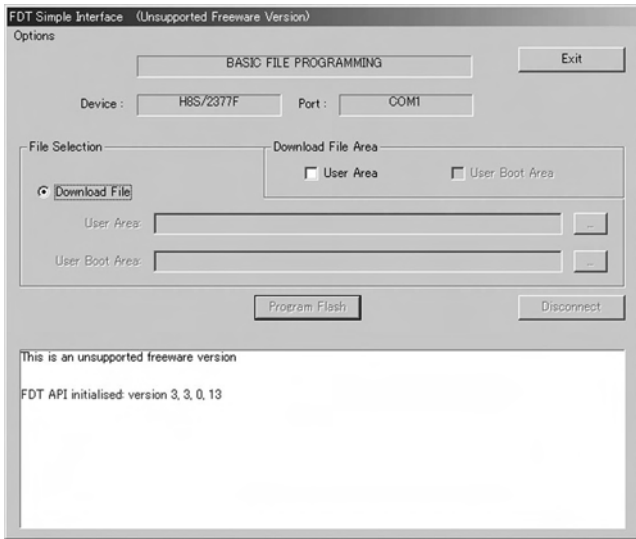 FDT Simple Interface (Unsupported Freeware Version)
Options
BASIC FILE PROGRAMMING
Exit
Device : H8S/2377F Port : COM1
File Selection
Download File Area
User Area User Boot Area
Download File
User Area: ...
User Boot Area: ...
Program Flash Disconnect
This is an unsupported freeware version
FDT API initialised: version 3, 3, 0, 13